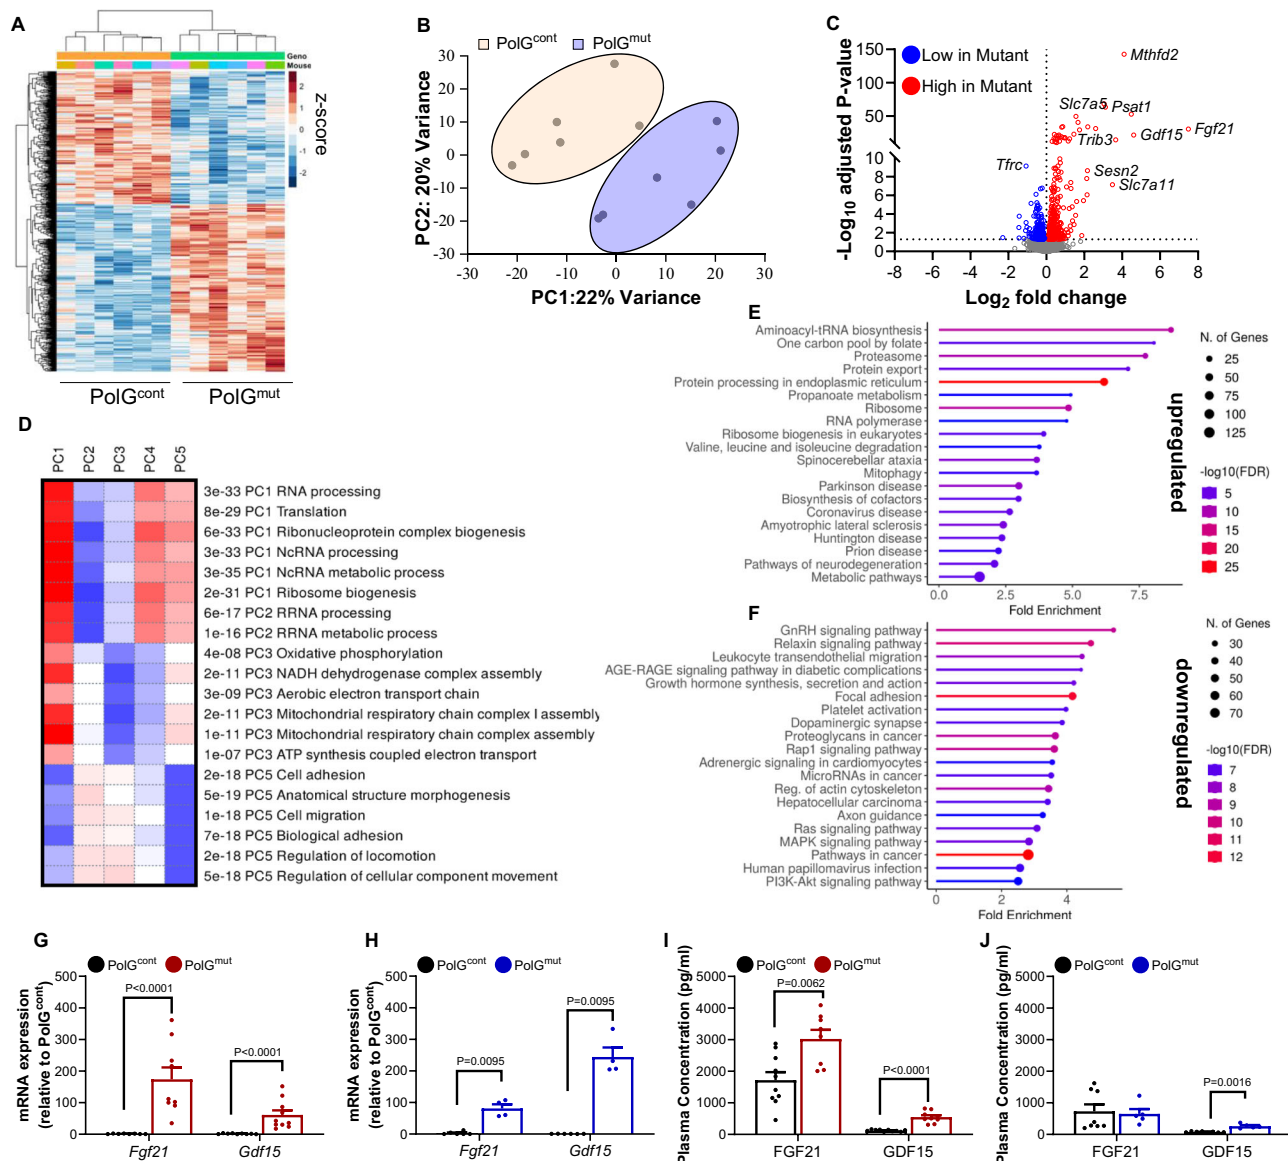 A
Geno
Mouse
2
1
0
-1
-2
Z-score
PolGcont
PolGmut
B
PolGcont
PolGmut
PC2: 20% Variance
30
20
10
0
-10
-20
-30
-30
-20
-10
0
10
20
30
PC1:22% Variance
C
Low in Mutant
High in Mutant
-Log10 adjusted P-value
150
100
50
10
8
6
4
2
0
Mthfd2
Slc7a5
Psat1
Fgf21
Gdf15
Trib3
Tfrc
Sesn2
Slc7a11
-8
-6
-4
-2
0
2
4
6
8
Log2 fold change
D
PC1
PC2
PC3
PC4
PC5
3e-33 PC1 RNA processing
8e-29 PC1 Translation
6e-33 PC1 Ribonucleoprotein complex biogenesis
3e-33 PC1 NcRNA processing
3e-35 PC1 NcRNA metabolic process
2e-31 PC1 Ribosome biogenesis
6e-17 PC2 RRNA processing
1e-16 PC2 RRNA metabolic process
4e-08 PC3 Oxidative phosphorylation
2e-11 PC3 NADH dehydrogenase complex assembly
3e-09 PC3 Aerobic electron transport chain
2e-11 PC3 Mitochondrial respiratory chain complex I assembly
1e-11 PC3 Mitochondrial respiratory chain complex assembly
1e-07 PC3 ATP synthesis coupled electron transport
2e-18 PC5 Cell adhesion
5e-19 PC5 Anatomical structure morphogenesis
1e-18 PC5 Cell migration
7e-18 PC5 Biological adhesion
2e-18 PC5 Regulation of locomotion
5e-18 PC5 Regulation of cellular component movement
E
Aminoacyl-tRNA biosynthesis
One carbon pool by folate
Proteasome
Protein export
Protein processing in endoplasmic reticulum
Propanoate metabolism
Ribosome
RNA polymerase
Ribosome biogenesis in eukaryotes
Valine, leucine and isoleucine degradation
Spinocerebellar ataxia
Mitophagy
Parkinson disease
Biosynthesis of cofactors
Coronavirus disease
Amyotrophic lateral sclerosis
Huntington disease
Prion disease
Pathways of neurodegeneration
Metabolic pathways
0.0
2.5
5.0
7.5
Fold Enrichment
upregulated
N. of Genes
25
50
75
100
125
-log10(FDR)
5
10
15
20
25
F
GnRH signaling pathway
Relaxin signaling pathway
Leukocyte transendothelial migration
AGE-RAGE signaling pathway in diabetic complications
Growth hormone synthesis, secretion and action
Focal adhesion
Platelet activation
Dopaminergic synapse
Proteoglycans in cancer
Rap1 signaling pathway
Adrenergic signaling in cardiomyocytes
MicroRNAs in cancer
Reg. of actin cytoskeleton
Hepatocellular carcinoma
Axon guidance
Ras signaling pathway
MAPK signaling pathway
Pathways in cancer
Human papillomavirus infection
PI3K-Akt signaling pathway
0
2
4
Fold Enrichment
downregulated
N. of Genes
30
40
50
60
70
-log10(FDR)
7
8
9
10
11
12
G
PolGcont
PolGmut
mRNA expression
(relative to PolGcont)
500
400
300
200
100
0
P<0.0001
P<0.0001
Fgf21
Gdf15
H
PolGcont
PolGmut
mRNA expression
(relative to PolGcont)
500
400
300
200
100
0
P=0.0095
P=0.0095
Fgf21
Gdf15
I
PolGcont
PolGmut
Plasma Concentration (pg/ml)
5000
4000
3000
2000
1000
0
P=0.0062
P<0.0001
FGF21
GDF15
J
PolGcont
PolGmut
Plasma Concentration (pg/ml)
5000
4000
3000
2000
1000
0
P=0.0016
FGF21
GDF15